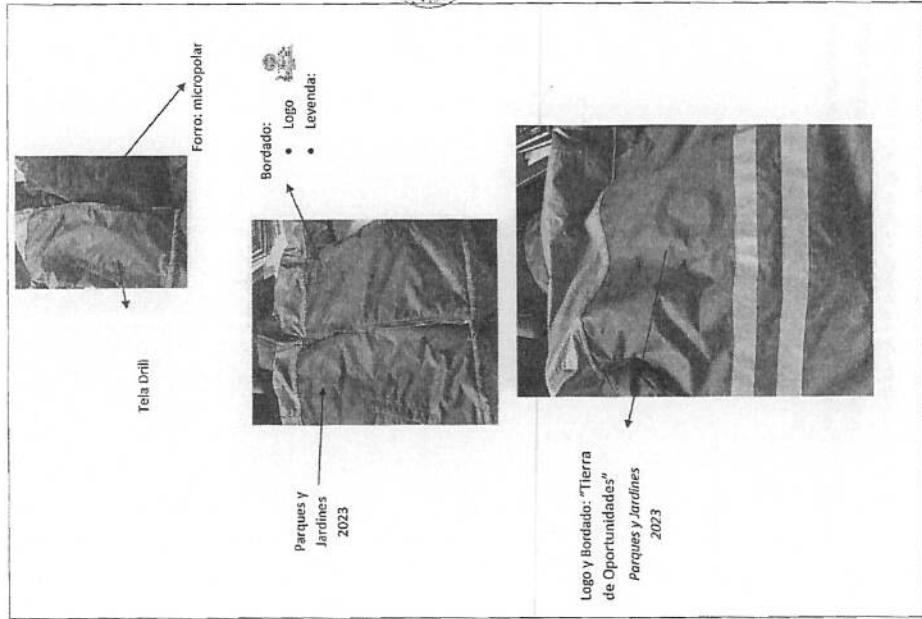 Tela Drill
Forro: micropolar
Parques y
Jardines
2023
Bordado:
• Logo
• Leyenda:
Logo y Bordado: "Tierra
de Oportunidades"
Parques y Jardines
2023